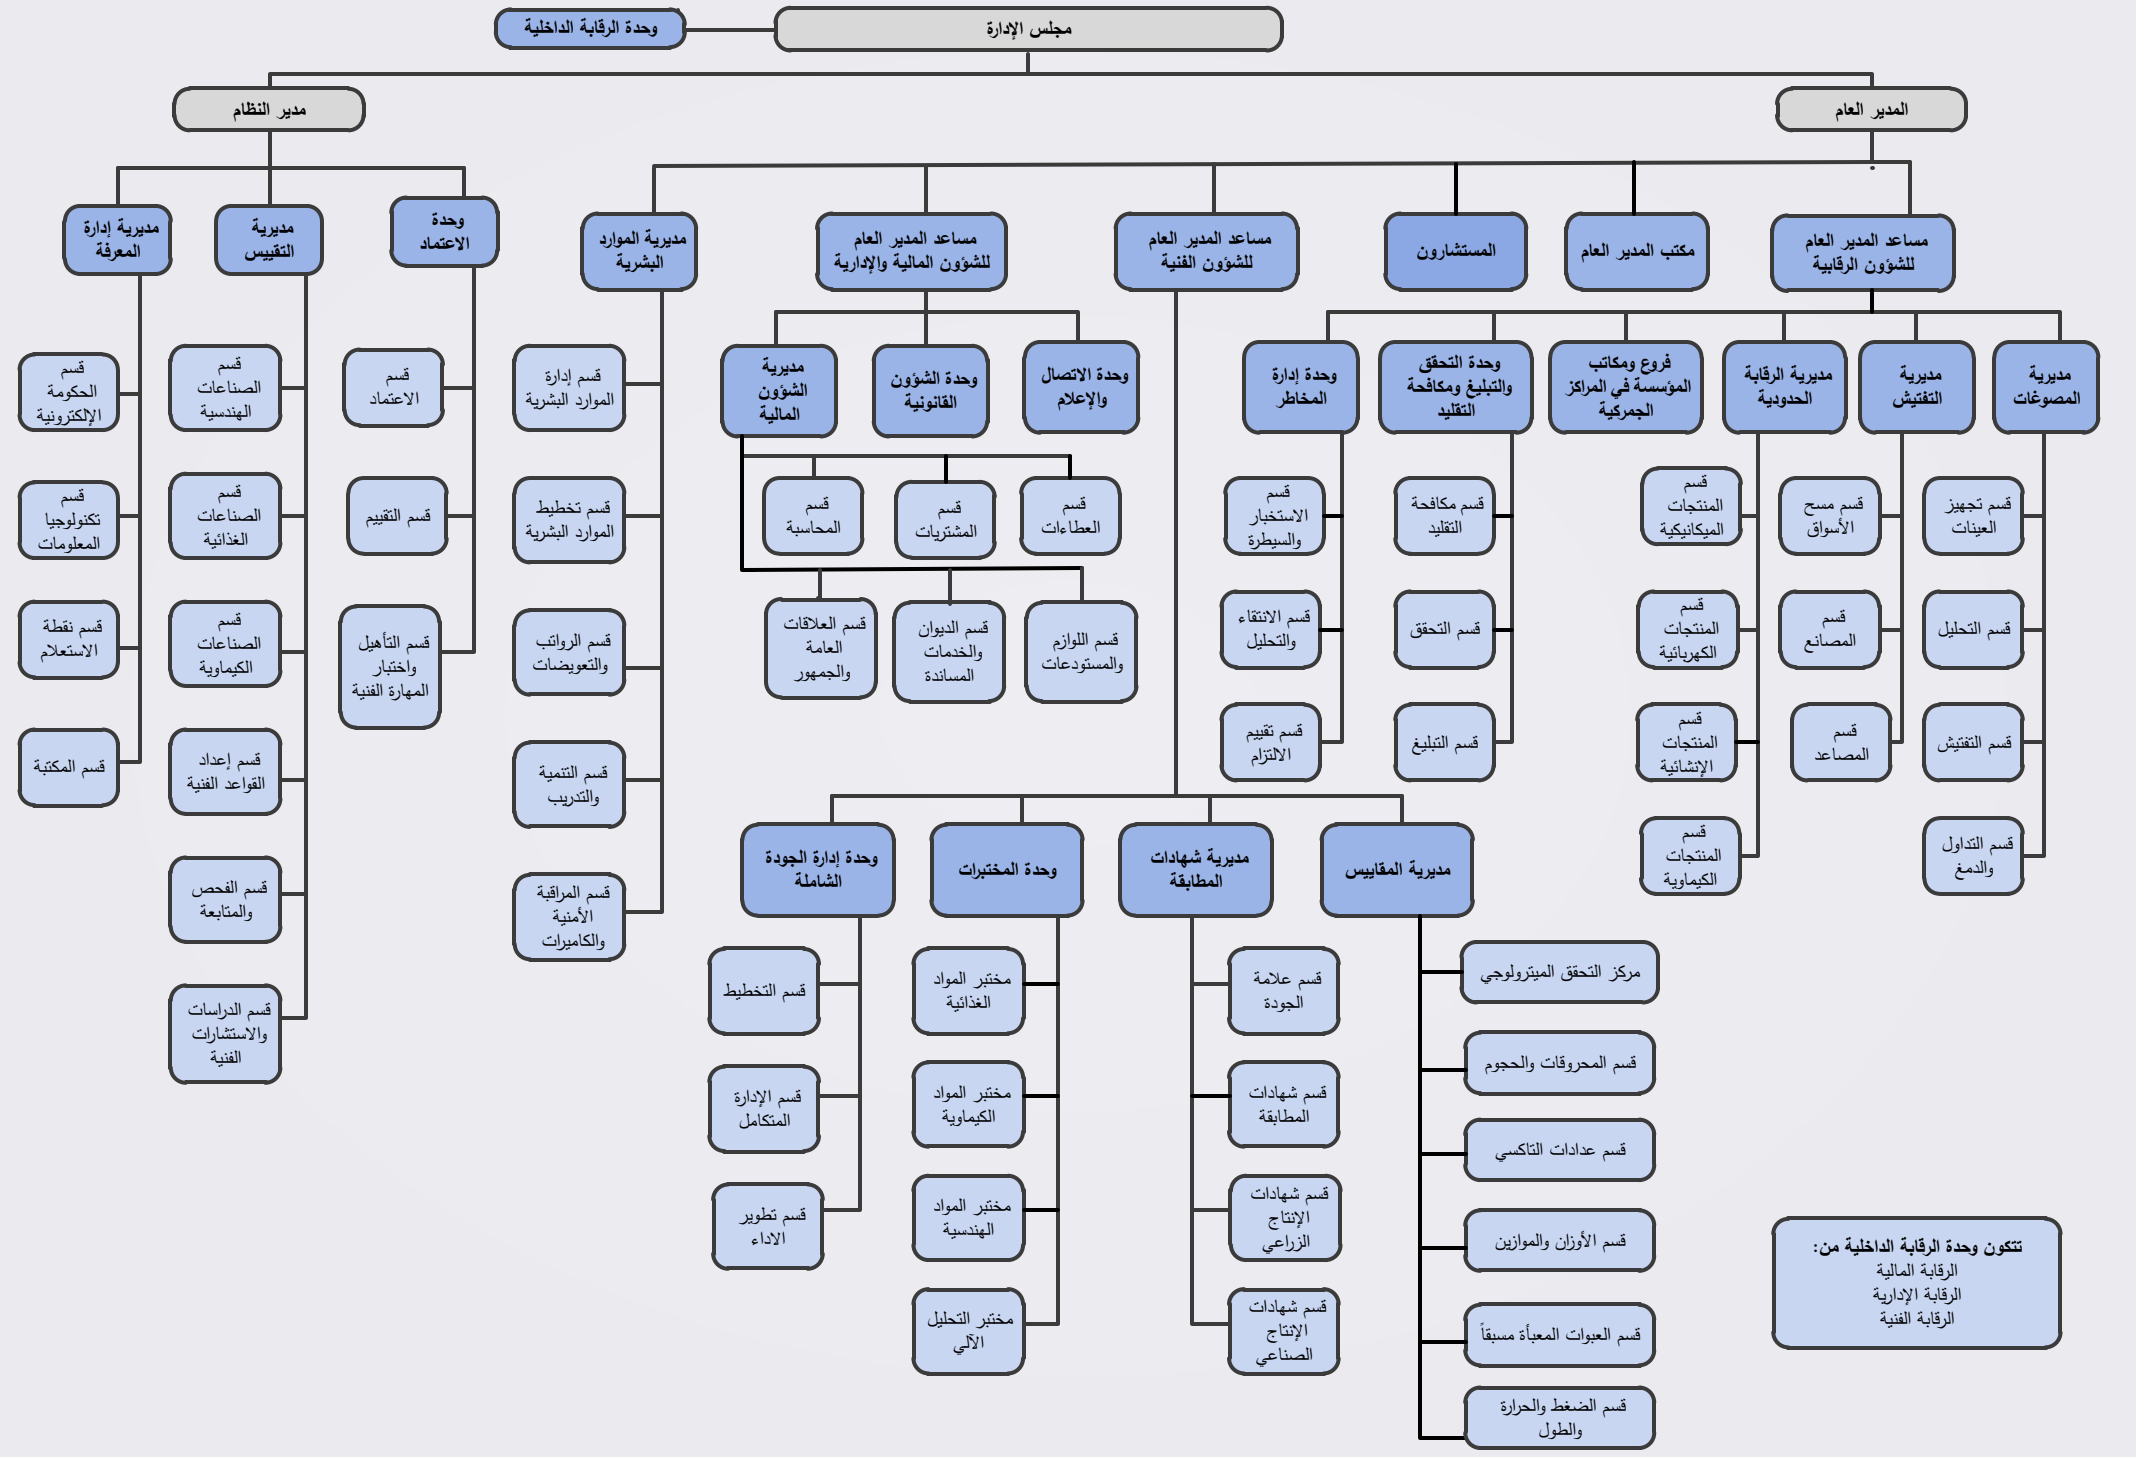 مجلس الإدارة
وحدة الرقابة الداخلية
المدير العام
مدير النظام
مساعد المدير العام
للشؤون الرقابية
مكتب المدير العام
المستشارون
مساعد المدير العام
للشؤون الفنية
مساعد المدير العام
للشؤون المالية والإدارية
مديرية الموارد
البشرية
وحدة
الاعتماد
مديرية
التقييس
مديرية إدارة
المعرفة
مديرية
المصوغات
مديرية
التفتيش
مديرية الرقابة
الحدودية
فروع ومكاتب
المؤسسة في المراكز
الجمركية
وحدة التحقق
والتبليغ ومكافحة
التقليد
وحدة إدارة
المخاطر
وحدة الاتصال
والإعلام
وحدة الشؤون
القانونية
مديرية
الشؤون
المالية
قسم تجهيز
العينات
قسم التحليل
قسم التفتيش
قسم التداول
والدمغ
قسم مسح
الأسواق
قسم
المصانع
قسم
المصاعد
قسم
المنتجات
الميكانيكية
قسم
المنتجات
الكهربائية
قسم
المنتجات
الإنشائية
قسم
المنتجات
الكيماوية
قسم مكافحة
التقليد
قسم التحقق
قسم التبليغ
قسم
الاستخبار
والسيطرة
قسم الانتقاء
والتحليل
قسم تقييم
الالتزام
قسم
العطاءات
قسم
المشتريات
قسم
المحاسبة
قسم اللوازم
والمستودعات
قسم الديوان
والخدمات
المساندة
قسم العلاقات
العامة
والجمهور
قسم إدارة
الموارد البشرية
قسم تخطيط
الموارد البشرية
قسم الرواتب
والتعويضات
قسم التنمية
والتدريب
قسم المراقبة
الأمنية
والكاميرات
قسم
الاعتماد
قسم التقييم
قسم التأهيل
واختبار
المهارة الفنية
قسم
الصناعات
الهندسية
قسم
الصناعات
الغذائية
قسم
الصناعات
الكيماوية
قسم إعداد
القواعد الفنية
قسم الفحص
والمتابعة
قسم الدراسات
والاستشارات
الفنية
قسم
الحكومة
الإلكترونية
قسم
تكنولوجيا
المعلومات
قسم نقطة
الاستعلام
قسم المكتبة
مديرية المقاييس
مديرية شهادات
المطابقة
وحدة المختبرات
وحدة إدارة الجودة
الشاملة
مركز التحقق الميترولوجي
قسم المحروقات والحجوم
قسم عدادات التاكسي
قسم الأوزان والموازين
قسم العبوات المعبأة مسبقاً
قسم الضغط والحرارة
والطول
قسم علامة
الجودة
قسم شهادات
المطابقة
قسم شهادات
الإنتاج
الزراعي
قسم شهادات
الإنتاج
الصناعي
مختبر المواد
الغذائية
مختبر المواد
الكيماوية
مختبر المواد
الهندسية
مختبر التحليل
الآلي
قسم التخطيط
قسم الإدارة
المتكامل
قسم تطوير
الاداء
تتكون وحدة الرقابة الداخلية من:
الرقابة المالية
الرقابة الإدارية
الرقابة الفنية